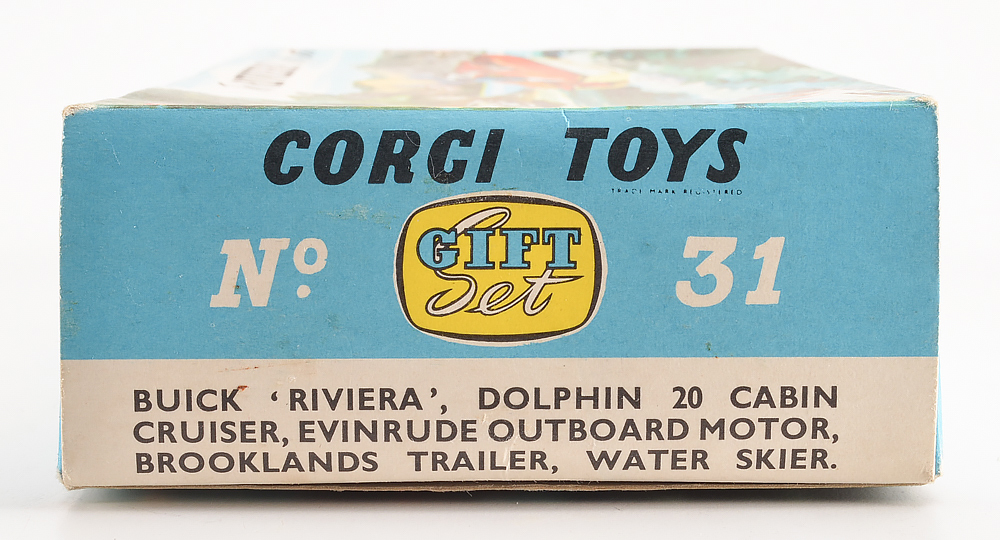 CORGI TOYS
TRADE MARK REGISTERED
Nº GIFT Set 31
BUICK ‘RIVIERA’, DOLPHIN 20 CABIN
CRUISER, EVINRUDE OUTBOARD MOTOR,
BROOKLANDS TRAILER, WATER SKIER.